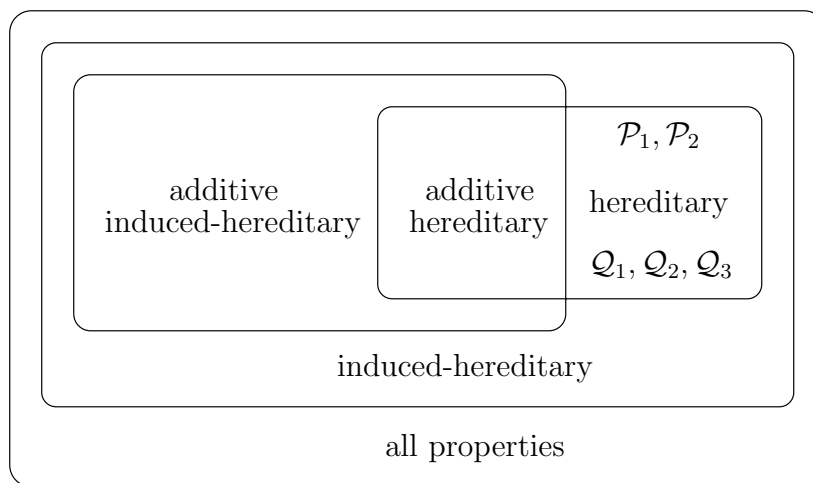 𝒫₁, 𝒫₂
additive
induced-hereditary
additive
hereditary
hereditary
𝒬₁, 𝒬₂, 𝒬₃
induced-hereditary
all properties